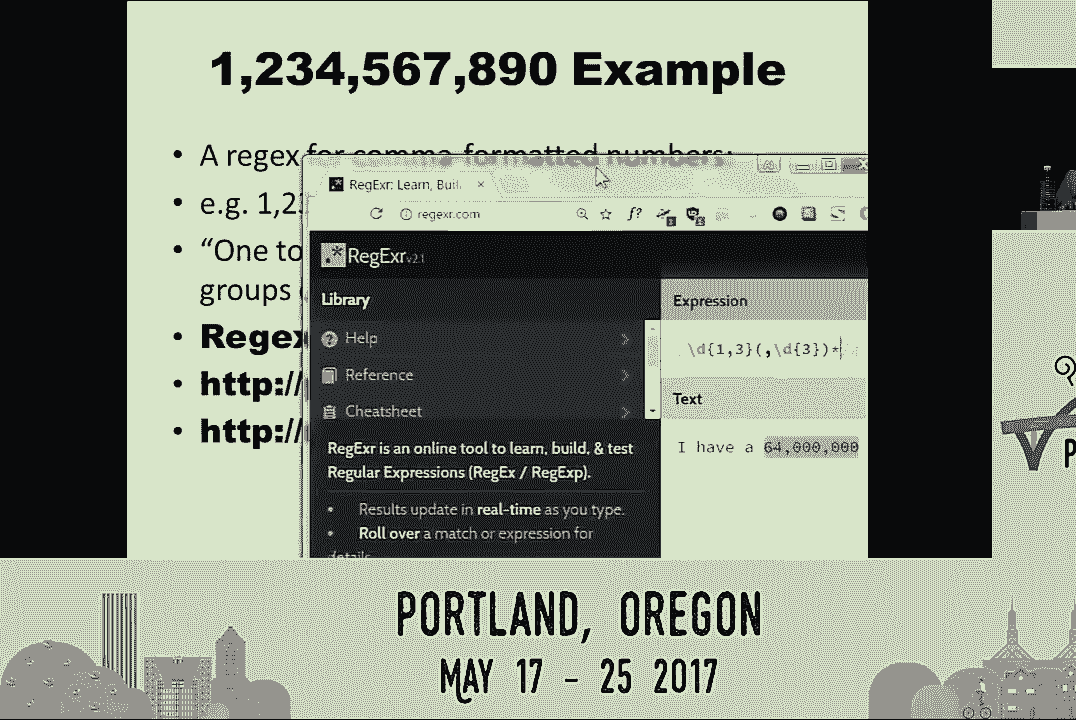 1,234,567,890 Example
• A regex for comma-formatted numbers:
• e.g. 1,23
• “One to
groups
• Regex
• http://
• http://
RegExr: Learn, Buil
regexr.com
f?
RegExr v2.1
Library
Help
Reference
Cheatsheet
RegExr is an online tool to learn, build, & test
Regular Expressions (RegEx / RegExp).
• Results update in real-time as you type.
• Roll over a match or expression for
details
Expression
\d{1,3}(,\d{3})*
Text
I have a 64,000,000
P
PORTLAND, OREGON
MAY 17 - 25 2017